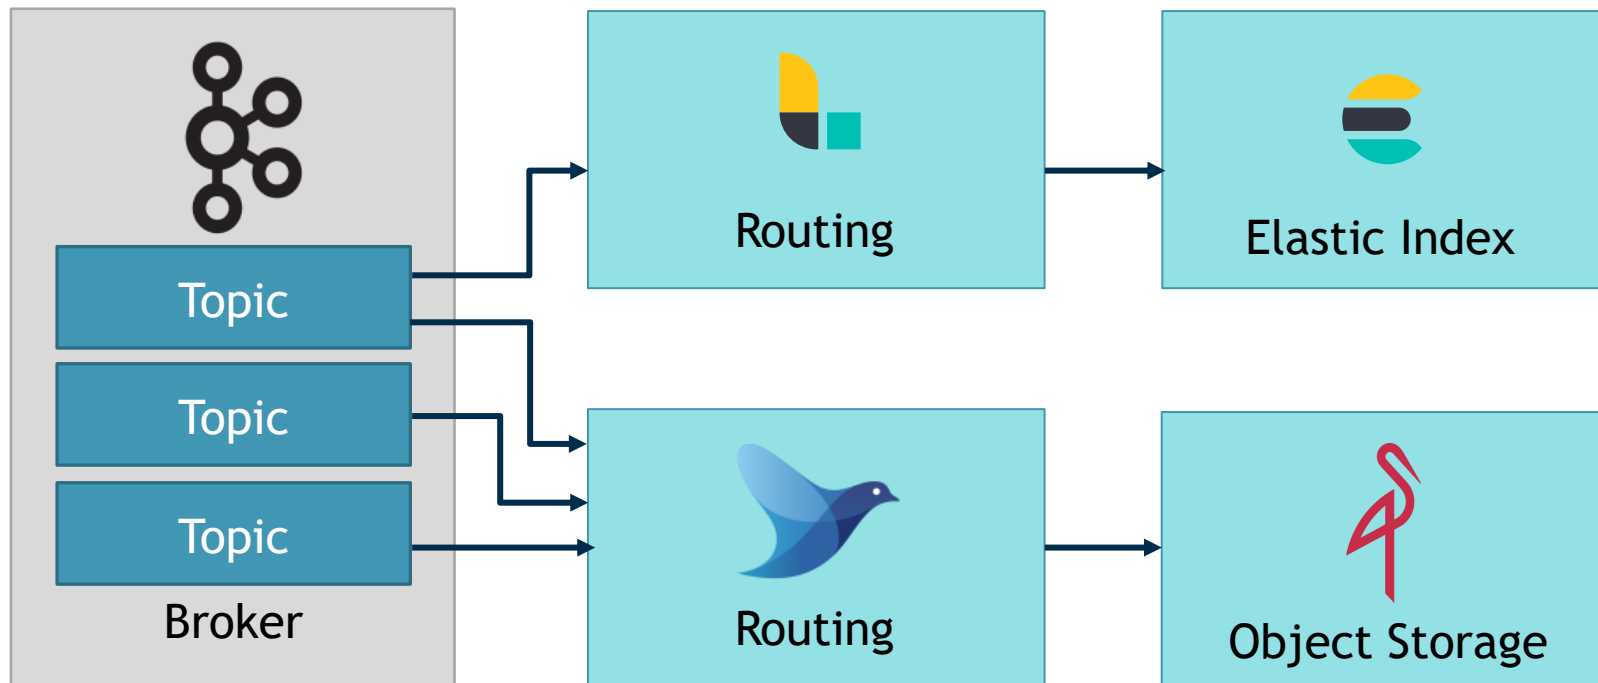 Topic
Topic
Topic
Broker
Routing
Elastic Index
Routing
Object Storage